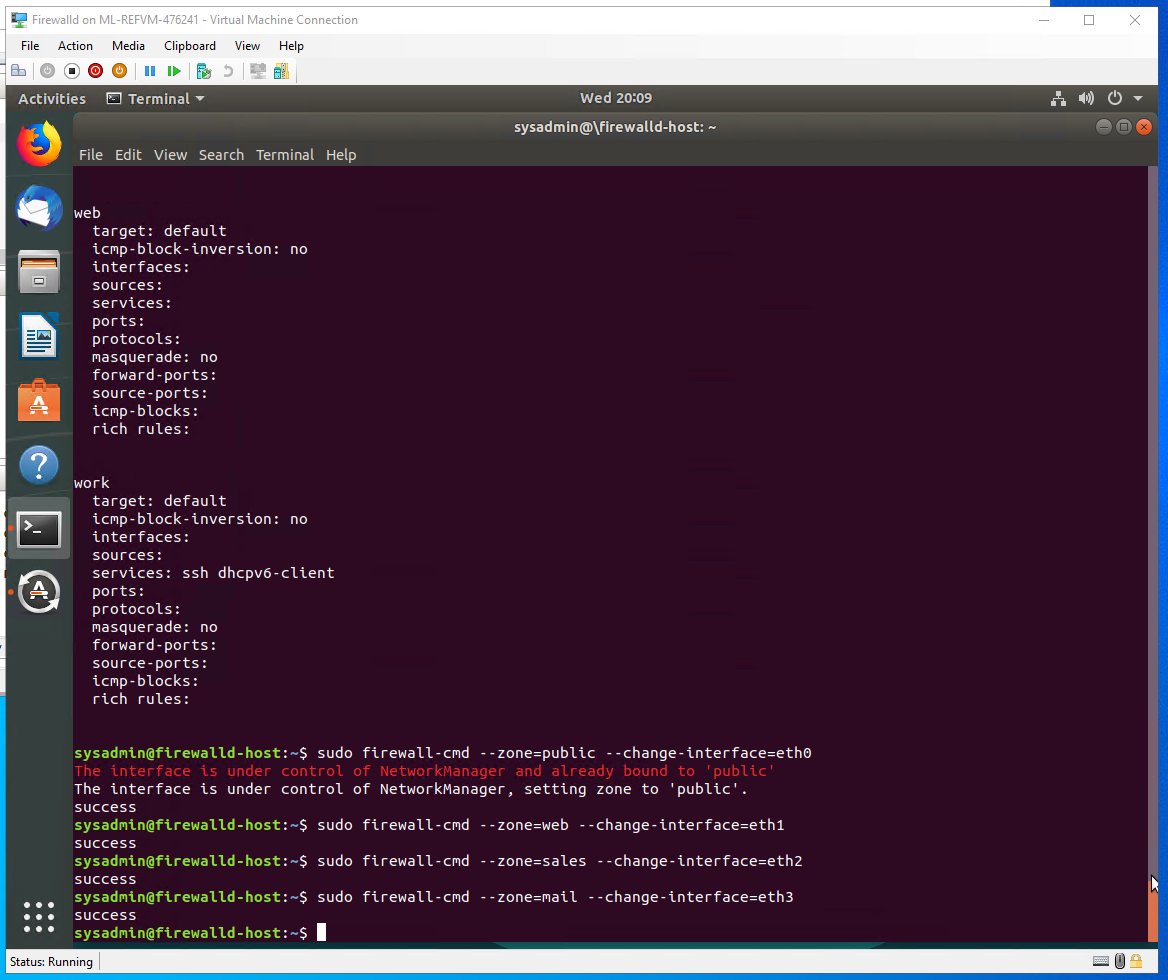 Firewalld on ML-REFVM-476241 - Virtual Machine Connection
File Action Media Clipboard View Help
Activities Terminal Wed 20:09
sysadmin@\firewalld-host: ~
File Edit View Search Terminal Help
web
target: default
icmp-block-inversion: no
interfaces:
sources:
services:
ports:
protocols:
masquerade: no
forward-ports:
source-ports:
icmp-blocks:
rich rules:
work
target: default
icmp-block-inversion: no
interfaces:
sources:
services: ssh dhcpv6-client
ports:
protocols:
masquerade: no
forward-ports:
source-ports:
icmp-blocks:
rich rules:
sysadmin@firewalld-host:~$ sudo firewall-cmd --zone=public --change-interface=eth0
The interface is under control of NetworkManager and already bound to 'public'
The interface is under control of NetworkManager, setting zone to 'public'.
success
sysadmin@firewalld-host:~$ sudo firewall-cmd --zone=web --change-interface=eth1
success
sysadmin@firewalld-host:~$ sudo firewall-cmd --zone=sales --change-interface=eth2
success
sysadmin@firewalld-host:~$ sudo firewall-cmd --zone=mail --change-interface=eth3
success
sysadmin@firewalld-host:~$
Status: Running